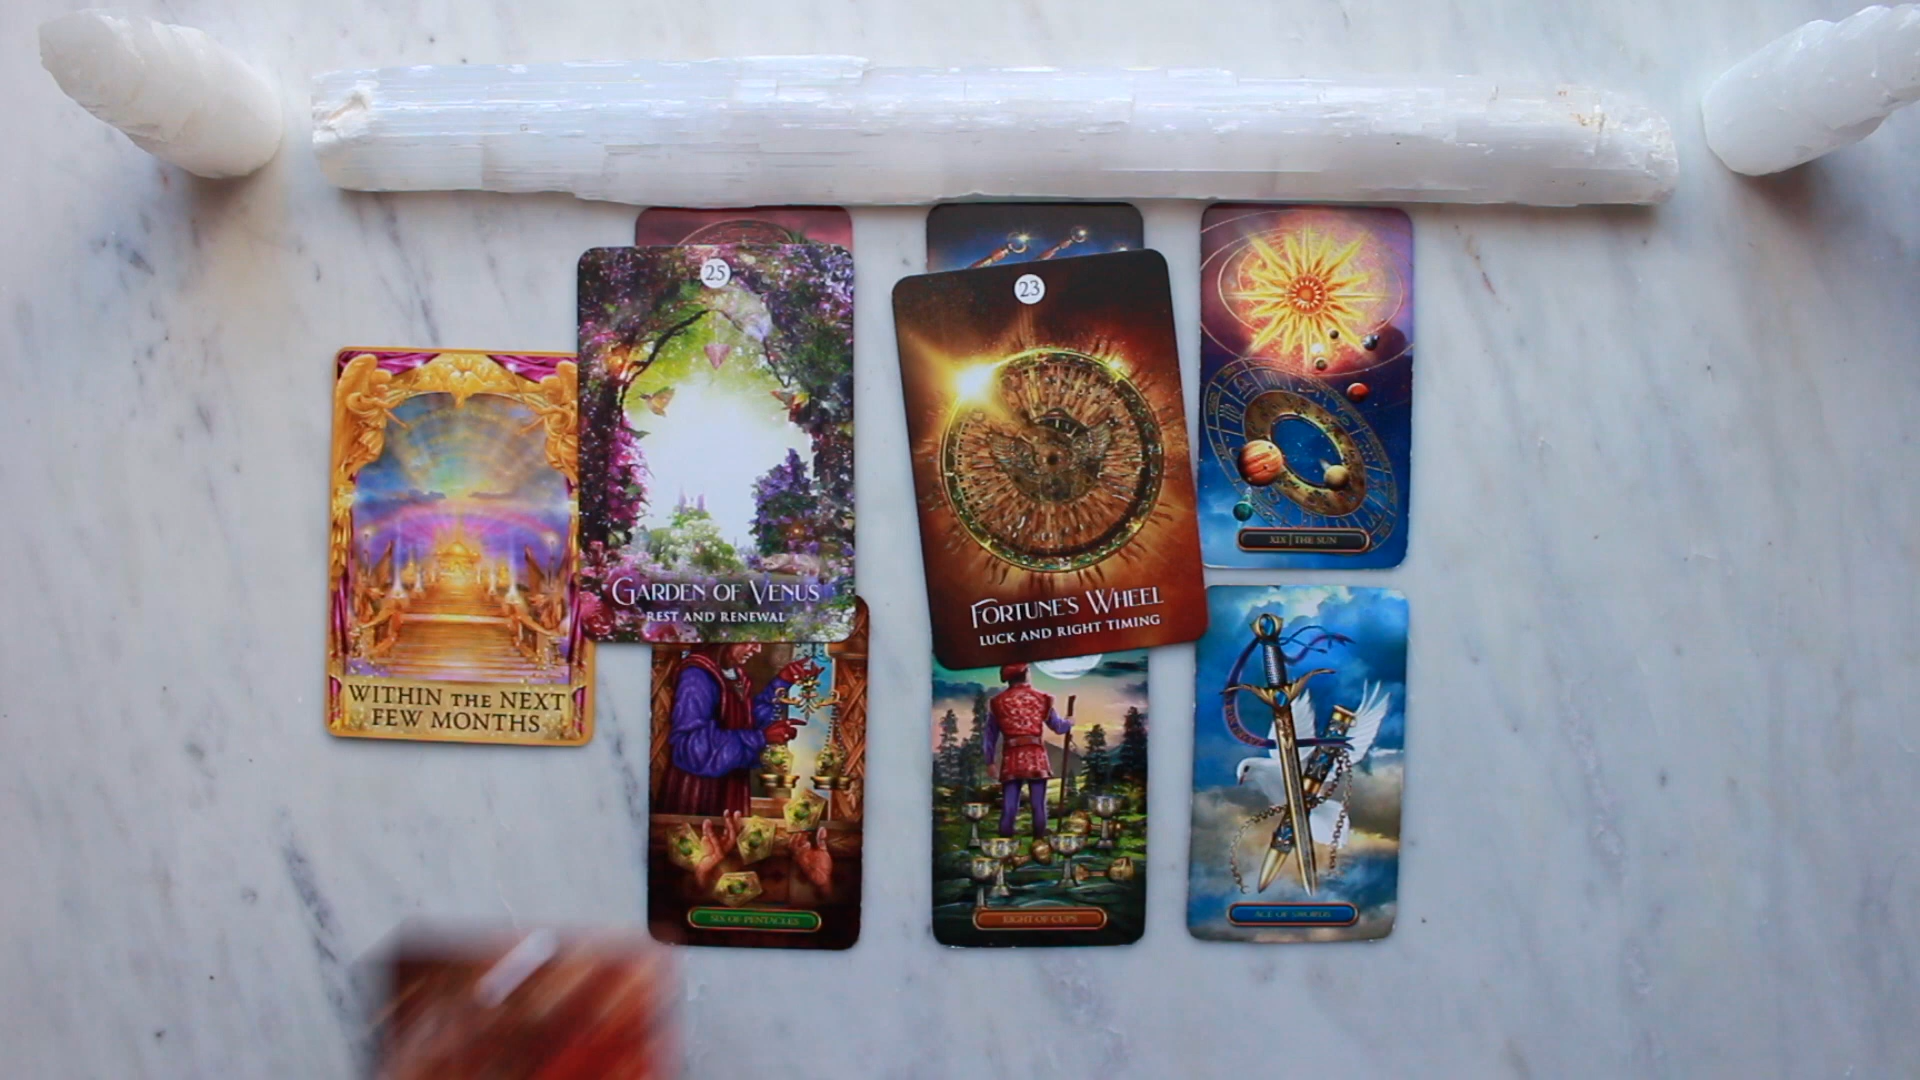 WITHIN THE NEXT
FEW MONTHS
25
GARDEN OF VENUS
REST AND RENEWAL
23
FORTUNE'S WHEEL
LUCK AND RIGHT TIMING
XIX THE SUN
SIX OF PENTACLES
EIGHT OF CUPS
ACE OF SWORDS